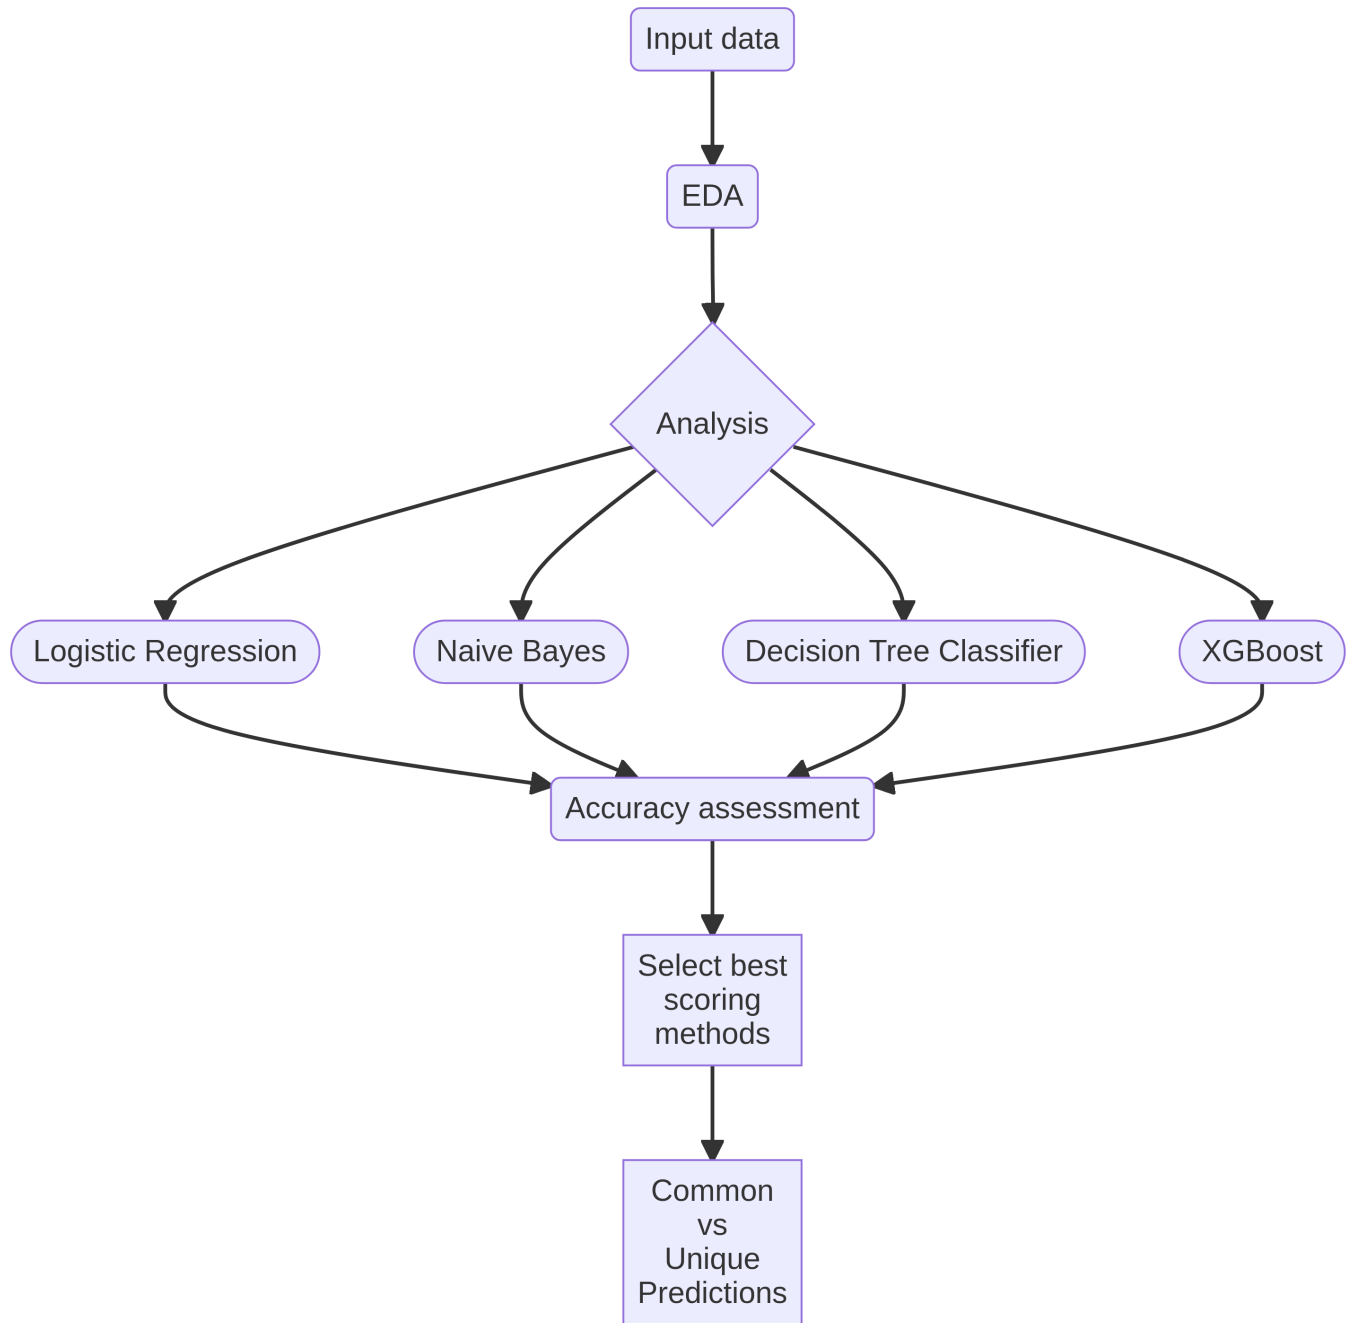 Input data
EDA
Analysis
Logistic Regression
Naive Bayes
Decision Tree Classifier
XGBoost
Accuracy assessment
Select best
scoring
methods
Common
vs
Unique
Predictions